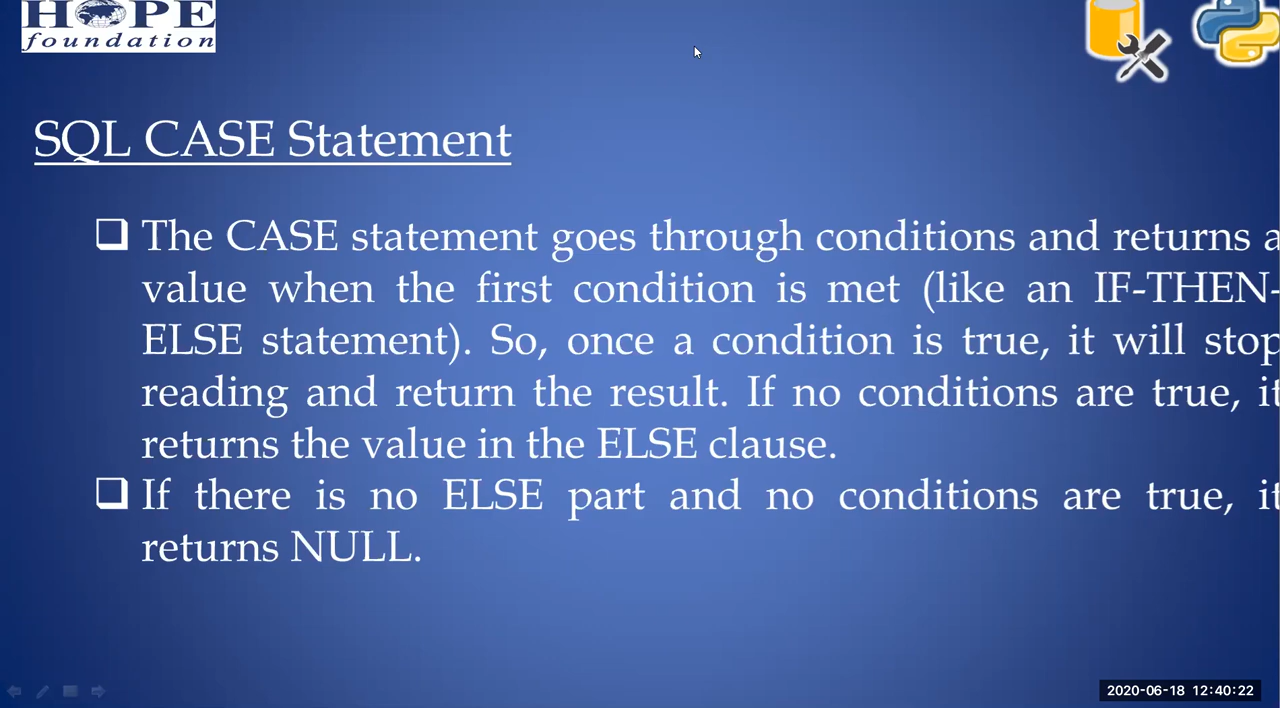 HOPE
foundation
SQL CASE Statement
The CASE statement goes through conditions and returns a
value when the first condition is met (like an IF-THEN-
ELSE statement). So, once a condition is true, it will stop
reading and return the result. If no conditions are true, it
returns the value in the ELSE clause.
If there is no ELSE part and no conditions are true, it
returns NULL.
2020-06-18 12:40:22